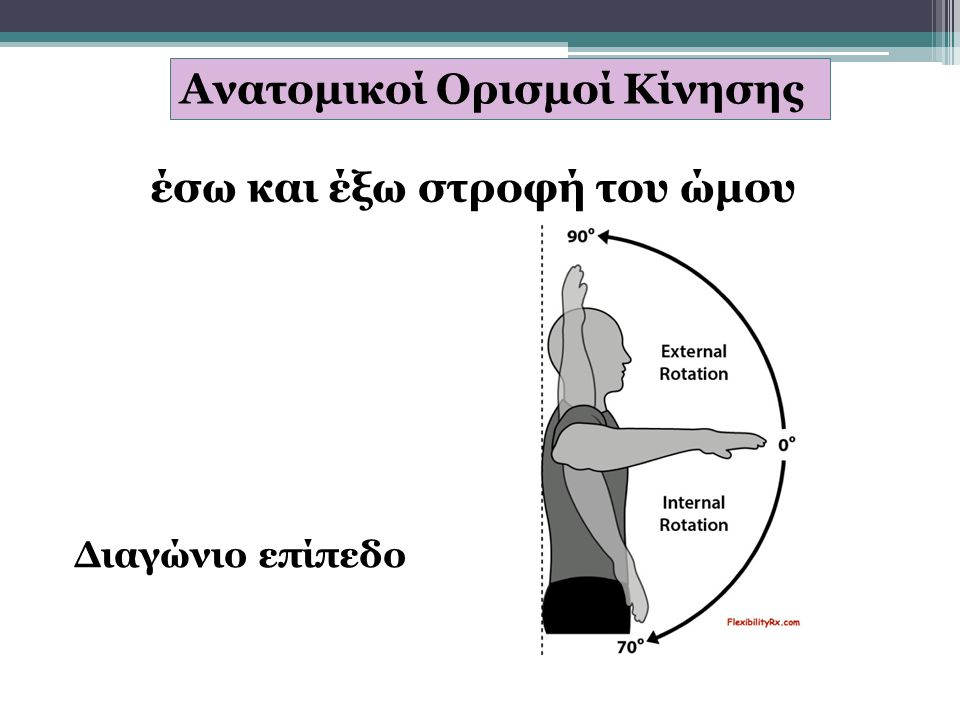 Ανατομικοί Ορισμοί Κίνησης
έσω και έξω στροφή του ώμου
90°
External
Rotation
0°
Internal
Rotation
Διαγώνιο επίπεδο
FlexibilityRx.com
70°